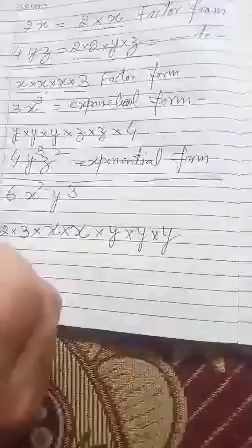 2x = 2 × x Factor form
4yz = 2×2×y×z
x×x×x×3 Factor form
3x³ = exponential form
y×y×y×z×z×4
4y³z² - exponential form
6x²y3
2×3×x×x×y×y×y